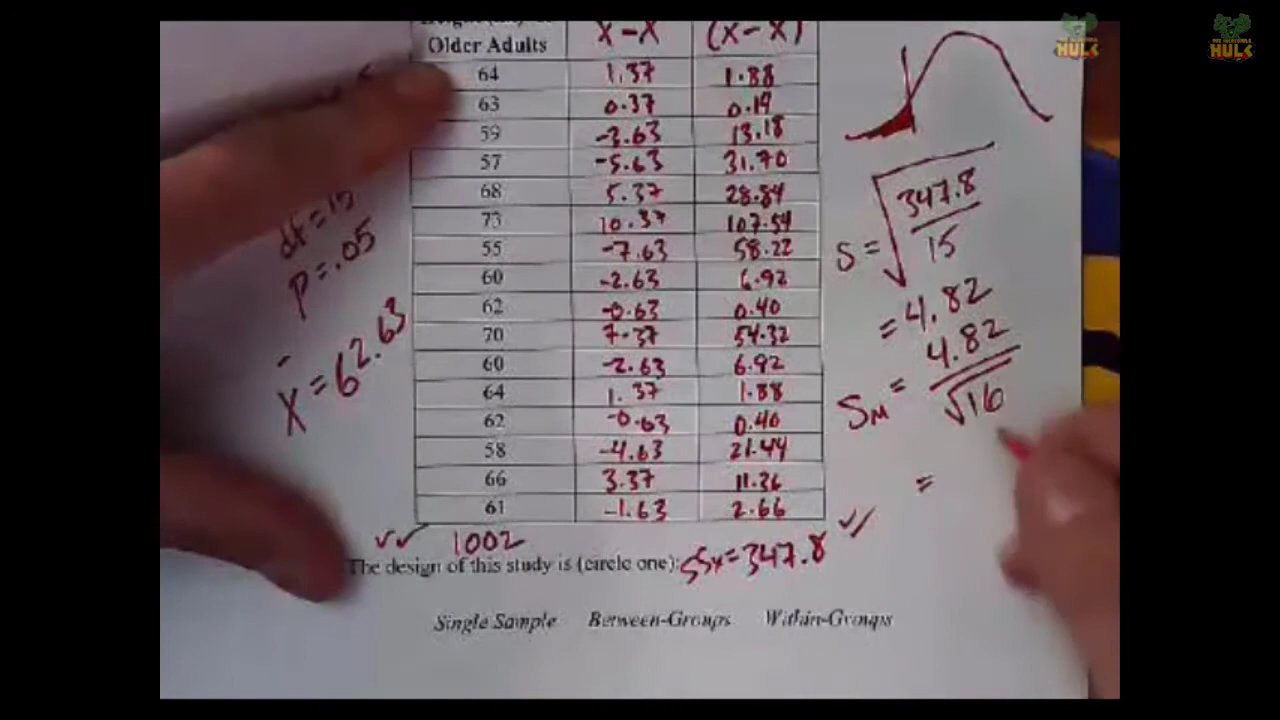 Older Adults X - X (X - X)
64 1.37 1.88
63 0.37 0.14
59 -3.63 13.18
57 -5.63 31.70
68 5.37 28.84
73 10.37 107.54
55 -7.63 58.22
60 -2.63 6.92
62 -0.63 0.40
70 7.37 54.32
60 -2.63 6.92
64 1.37 1.88
62 -0.63 0.40
58 -4.63 21.44
66 3.37 11.36
61 -1.63 2.66
1002
SSx = 347.8
The design of this study is (circle one):
Single Sample Between-Groups Within-Groups
df = 15
p = .05
X = 62.63
S = √347.8
15
= 4.82
SM = 4.82
√16
=
HULK
HULK